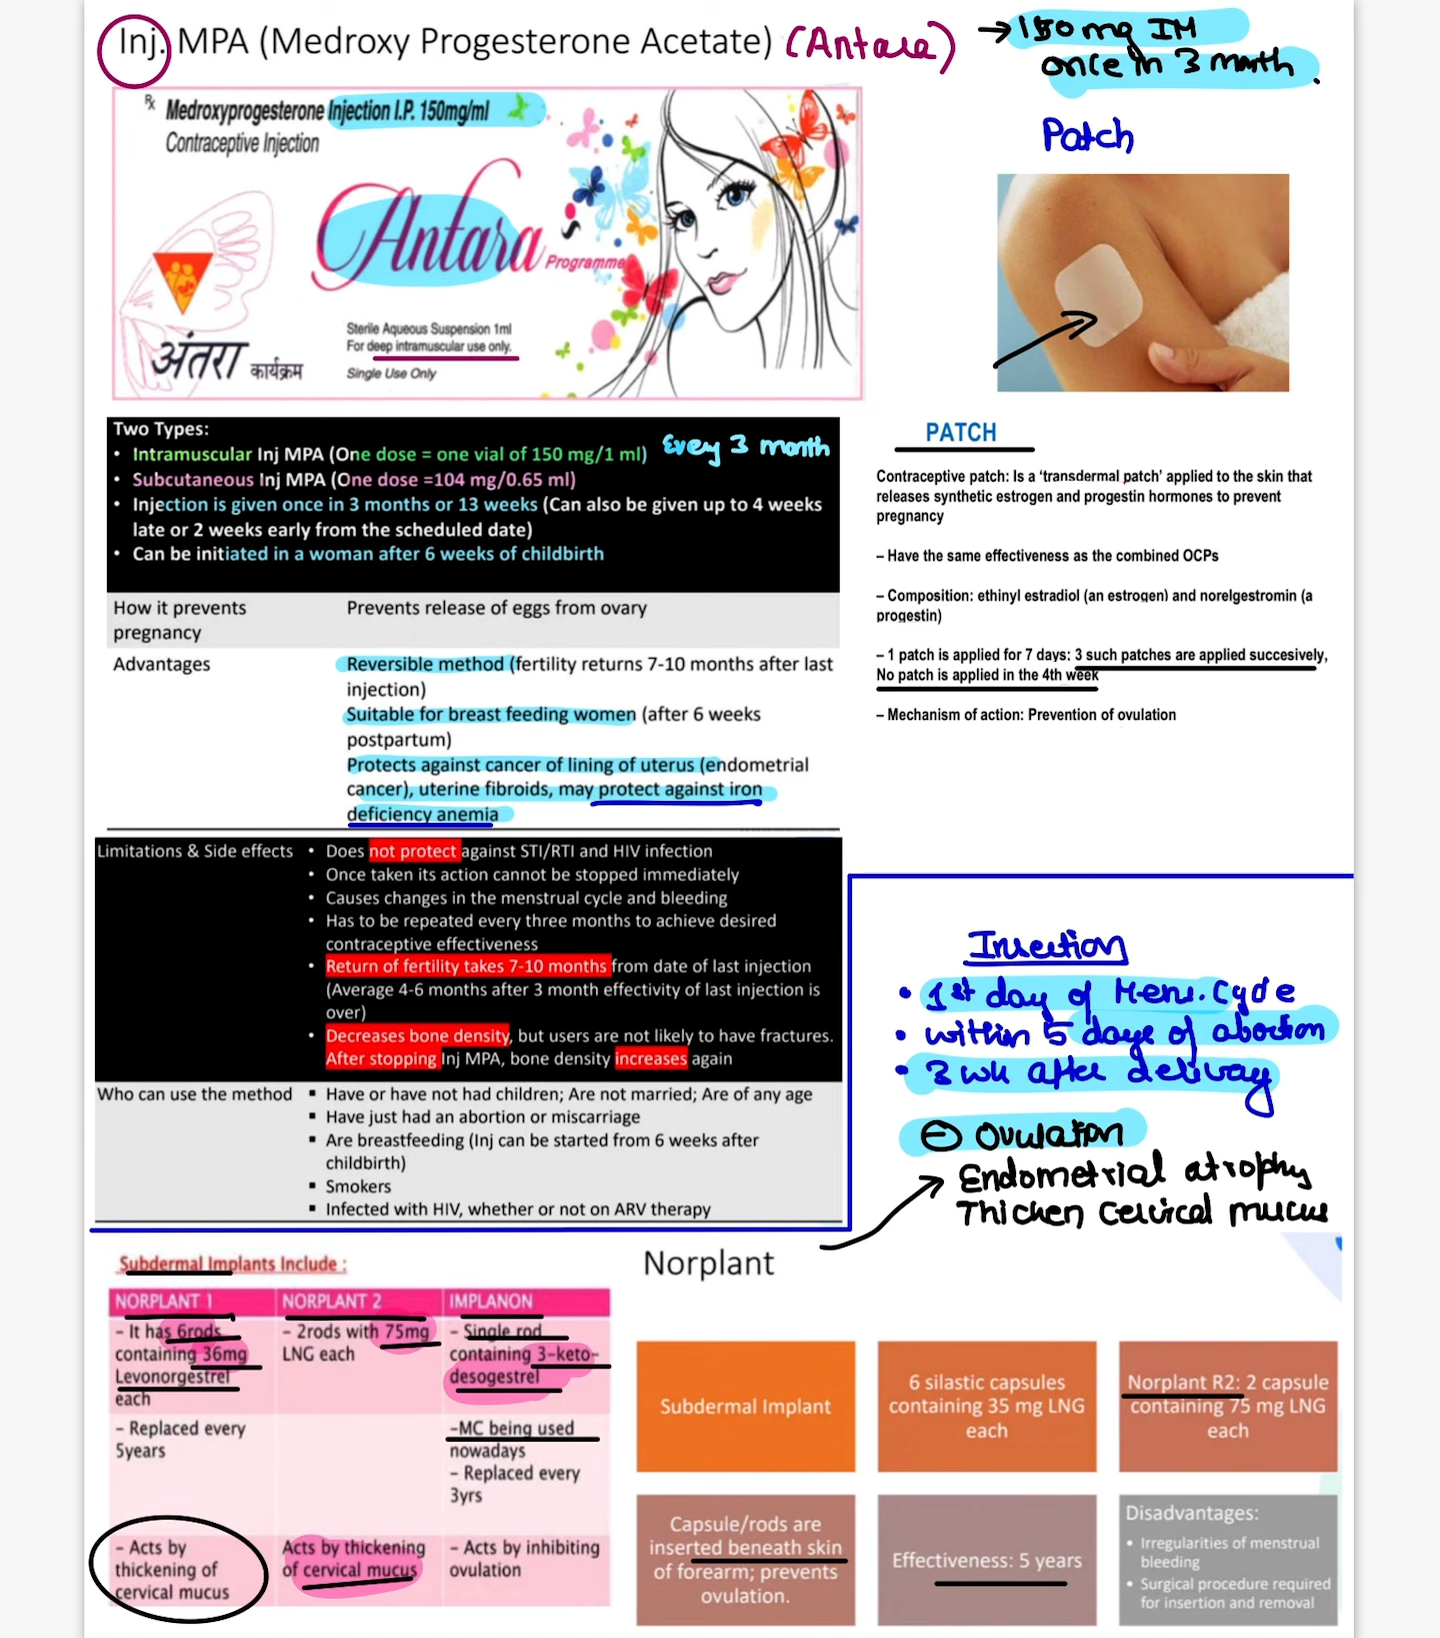 Inj. MPA (Medroxy Progesterone Acetate) (Antara) → 150 mg IM
once in 3 month.
Rx Medroxyprogesterone Injection I.P. 150mg/ml
Contraceptive Injection
Antara Programme
Sterile Aqueous Suspension 1ml
For deep intramuscular use only.
Single Use Only
अंतरा कार्यक्रम
Patch
Two Types:
• Intramuscular Inj MPA (One dose = one vial of 150 mg/1 ml) Every 3 month
• Subcutaneous Inj MPA (One dose =104 mg/0.65 ml)
• Injection is given once in 3 months or 13 weeks (Can also be given up to 4 weeks
late or 2 weeks early from the scheduled date)
• Can be initiated in a woman after 6 weeks of childbirth
How it prevents
pregnancy
Prevents release of eggs from ovary
Advantages
Reversible method (fertility returns 7-10 months after last
injection)
Suitable for breast feeding women (after 6 weeks
postpartum)
Protects against cancer of lining of uterus (endometrial
cancer), uterine fibroids, may protect against iron
deficiency anemia
PATCH
Contraceptive patch: Is a ‘transdermal patch’ applied to the skin that
releases synthetic estrogen and progestin hormones to prevent
pregnancy
– Have the same effectiveness as the combined OCPs
– Composition: ethinyl estradiol (an estrogen) and norelgestromin (a
progestin)
– 1 patch is applied for 7 days: 3 such patches are applied succesively,
No patch is applied in the 4th week
– Mechanism of action: Prevention of ovulation
Limitations & Side effects
• Does not protect against STI/RTI and HIV infection
• Once taken its action cannot be stopped immediately
• Causes changes in the menstrual cycle and bleeding
• Has to be repeated every three months to achieve desired
contraceptive effectiveness
• Return of fertility takes 7-10 months from date of last injection
(Average 4-6 months after 3 month effectivity of last injection is
over)
• Decreases bone density, but users are not likely to have fractures.
After stopping Inj MPA, bone density increases again
Who can use the method
▪ Have or have not had children; Are not married; Are of any age
▪ Have just had an abortion or miscarriage
▪ Are breastfeeding (Inj can be started from 6 weeks after
childbirth)
▪ Smokers
▪ Infected with HIV, whether or not on ARV therapy
Insection
• 1st day of Mens. Cycle
• within 5 days of abortion
• 3 wk after delivay
⊖ Ovulation
→ Endometrial atrophy
Thicken Cervical mucus
Subdermal Implants Include :
NORPLANT 1
- It has 6rods
containing 36mg
Levonorgestrel
each
- Replaced every
5years
- Acts by
thickening of
cervical mucus
NORPLANT 2
- 2rods with 75mg
LNG each
Acts by thickening
of cervical mucus
IMPLANON
- Single rod
containing 3-keto-
desogestrel
-MC being used
nowadays
- Replaced every
3yrs
- Acts by inhibiting
ovulation
Norplant
Subdermal Implant
6 silastic capsules
containing 35 mg LNG
each
Norplant R2: 2 capsule
containing 75 mg LNG
each
Capsule/rods are
inserted beneath skin
of forearm; prevents
ovulation.
Effectiveness: 5 years
Disadvantages:
• Irregularities of menstrual
bleeding
• Surgical procedure required
for insertion and removal